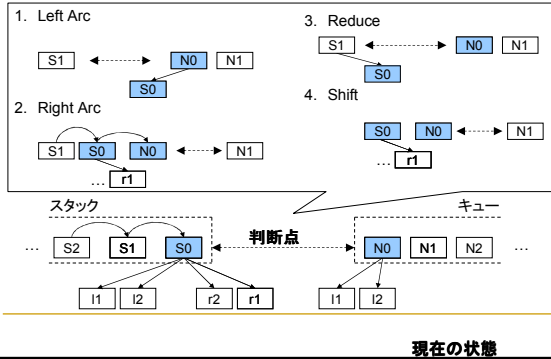 1. Left Arc
S1 N0 N1
S0
2. Right Arc
S1 S0 N0 N1
... r1
3. Reduce
S1 N0 N1
S0
4. Shift
S0 N0 N1
... r1
スタック キュー
... S2 S1 S0 判断点 N0 N1 N2 ...
l1 l2 r2 r1 l1 l2
現在の状態